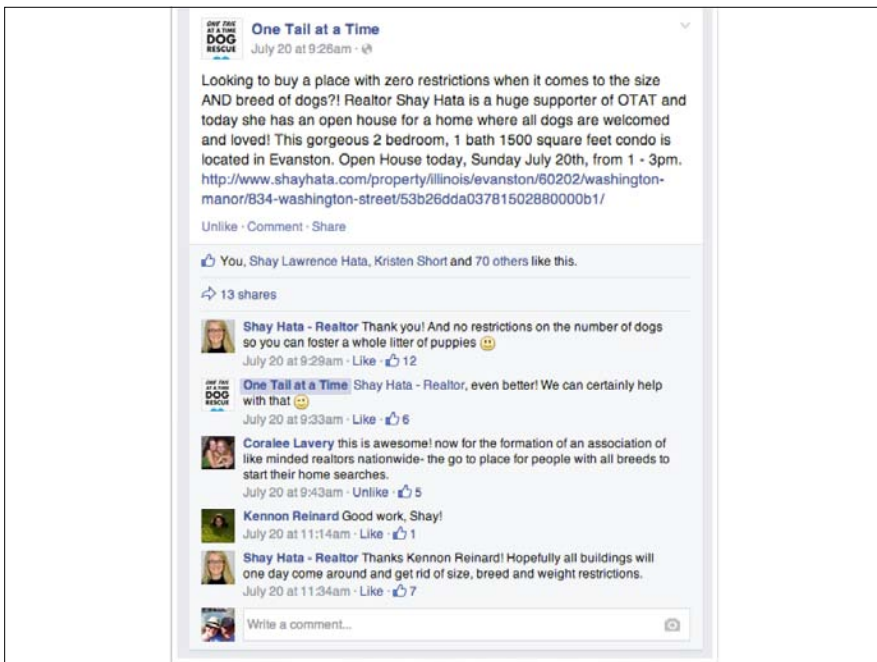 ONE TAIL
AT A TIME
DOG
RESCUE
One Tail at a Time
July 20 at 9:26am ·
Looking to buy a place with zero restrictions when it comes to the size
AND breed of dogs?! Realtor Shay Hata is a huge supporter of OTAT and
today she has an open house for a home where all dogs are welcomed
and loved! This gorgeous 2 bedroom, 1 bath 1500 square feet condo is
located in Evanston. Open House today, Sunday July 20th, from 1 - 3pm.
http://www.shayhata.com/property/illinois/evanston/60202/washington-
manor/834-washington-street/53b26dda03781502880000b1/
Unlike · Comment · Share
You, Shay Lawrence Hata, Kristen Short and 70 others like this.
13 shares
Shay Hata - Realtor Thank you! And no restrictions on the number of dogs
so you can foster a whole litter of puppies
July 20 at 9:29am · Like · 12
ONE TAIL
AT A TIME
DOG
RESCUE
One Tail at a Time Shay Hata - Realtor, even better! We can certainly help
with that
July 20 at 9:33am · Like · 6
Coralee Lavery this is awesome! now for the formation of an association of
like minded realtors nationwide- the go to place for people with all breeds to
start their home searches.
July 20 at 9:43am · Unlike · 5
Kennon Reinard Good work, Shay!
July 20 at 11:14am · Like · 1
Shay Hata - Realtor Thanks Kennon Reinard! Hopefully all buildings will
one day come around and get rid of size, breed and weight restrictions.
July 20 at 11:34am · Like · 7
Write a comment...